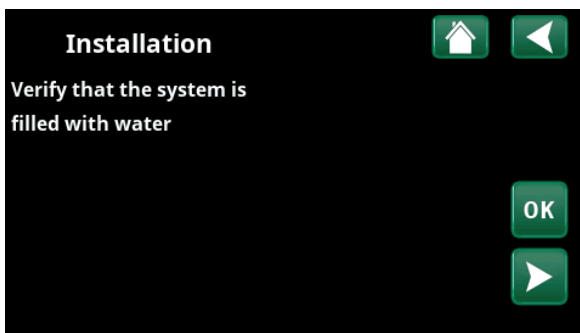 Installation
Verify that the system is
filled with water
OK